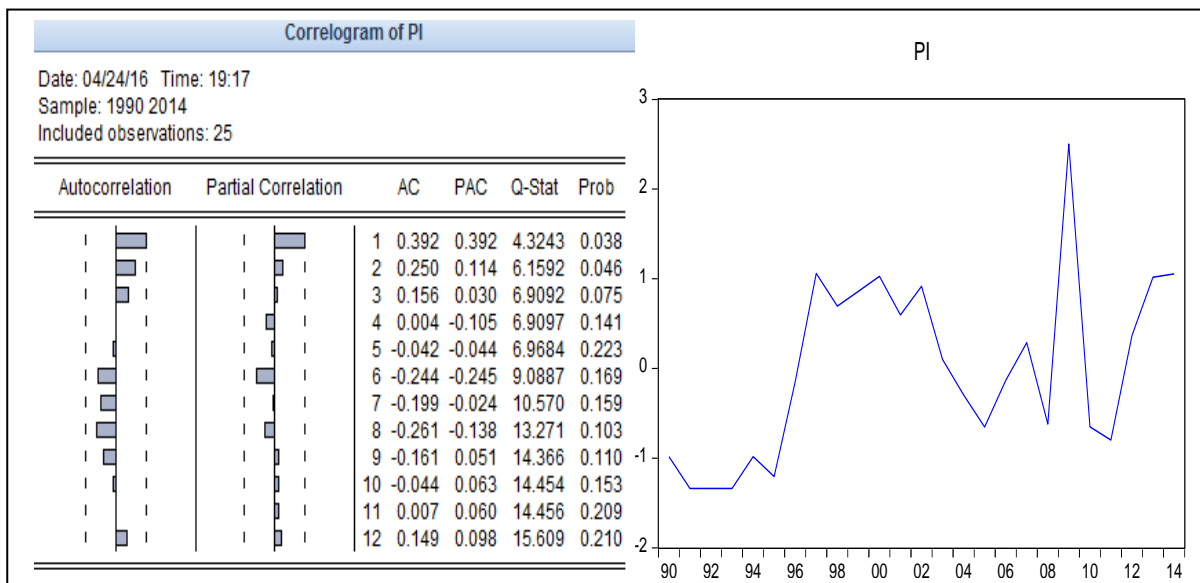 Correlogram of PI
Date: 04/24/16 Time: 19:17
Sample: 1990 2014
Included observations: 25
Autocorrelation Partial Correlation AC PAC Q-Stat Prob
1 0.392 0.392 4.3243 0.038
2 0.250 0.114 6.1592 0.046
3 0.156 0.030 6.9092 0.075
4 0.004 -0.105 6.9097 0.141
5 -0.042 -0.044 6.9684 0.223
6 -0.244 -0.245 9.0887 0.169
7 -0.199 -0.024 10.570 0.159
8 -0.261 -0.138 13.271 0.103
9 -0.161 0.051 14.366 0.110
10 -0.044 0.063 14.454 0.153
11 0.007 0.060 14.456 0.209
12 0.149 0.098 15.609 0.210
PI
3
2
1
0
-1
-2
90 92 94 96 98 00 02 04 06 08 10 12 14